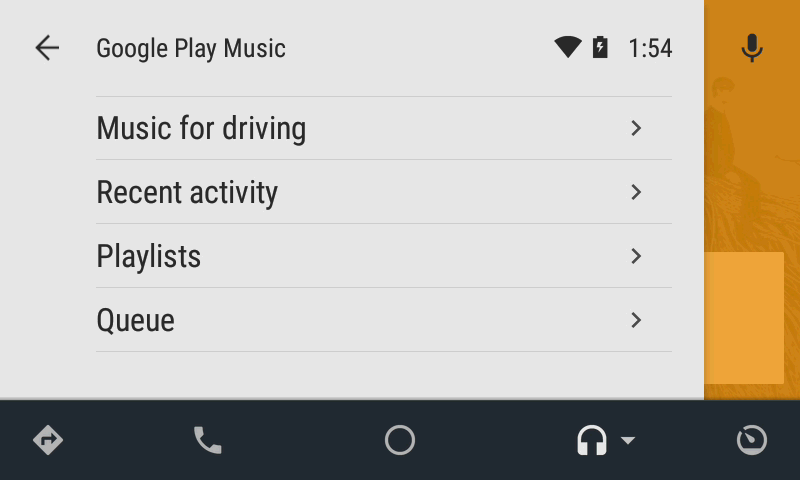 Google Play Music
1:54
Music for driving
Recent activity
Playlists
Queue